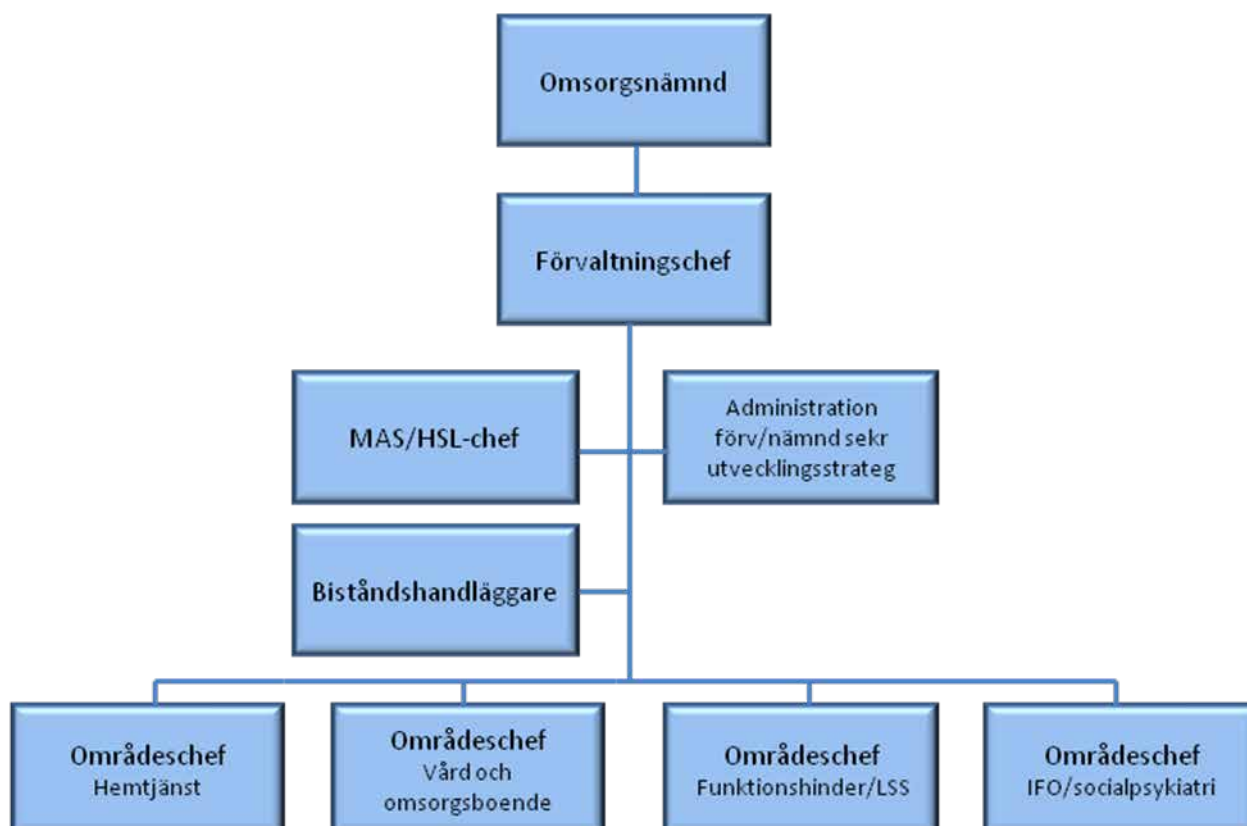 Omsorgsnämnd
Förvaltningschef
MAS/HSL-chef
Administration
förv/nämnd sekr
utvecklingsstrateg
Biståndshandläggare
Områdeschef
Hemtjänst
Områdeschef
Vård och
omsorgsboende
Områdeschef
Funktionshinder/LSS
Områdeschef
IFO/socialpsykiatri